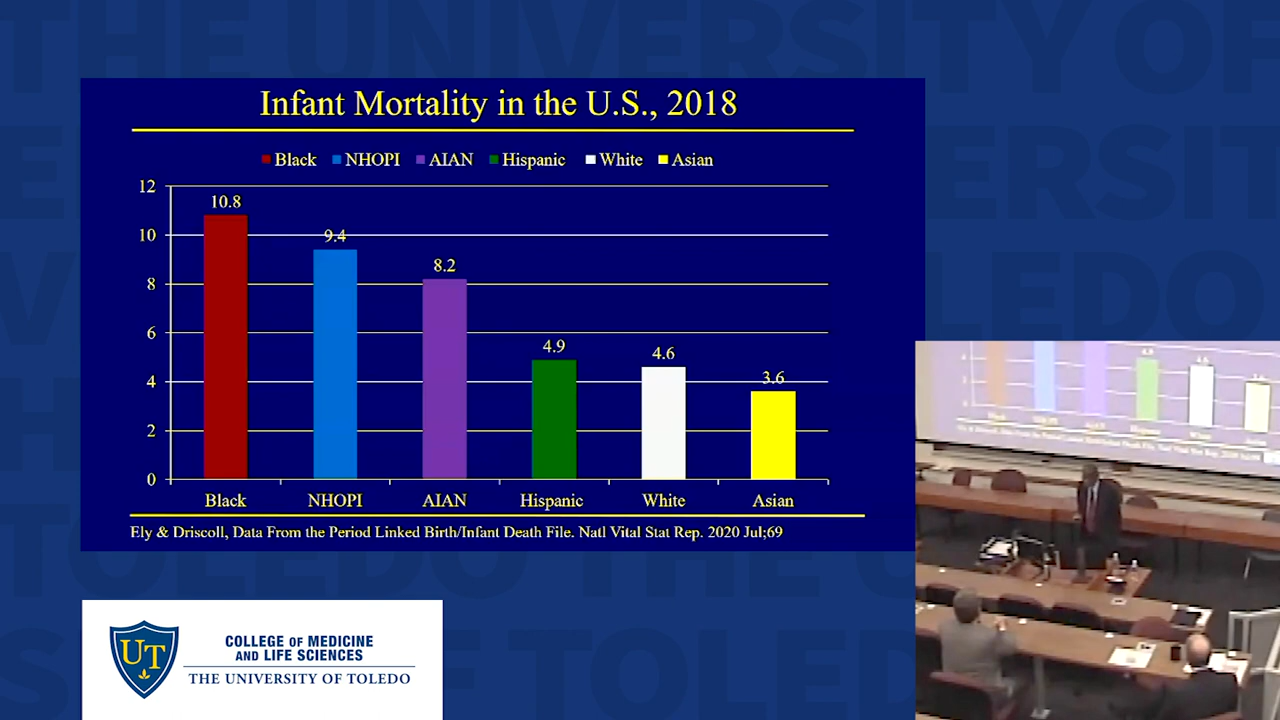 Infant Mortality in the U.S., 2018
Black NHOPI AIAN Hispanic White Asian
12
10
8
6
4
2
0
10.8
9.4
8.2
4.9
4.6
3.6
Black NHOPI AIAN Hispanic White Asian
Ely & Driscoll, Data From the Period Linked Birth/Infant Death File. Natl Vital Stat Rep. 2020 Jul;69
UT
COLLEGE OF MEDICINE
AND LIFE SCIENCES
THE UNIVERSITY OF TOLEDO